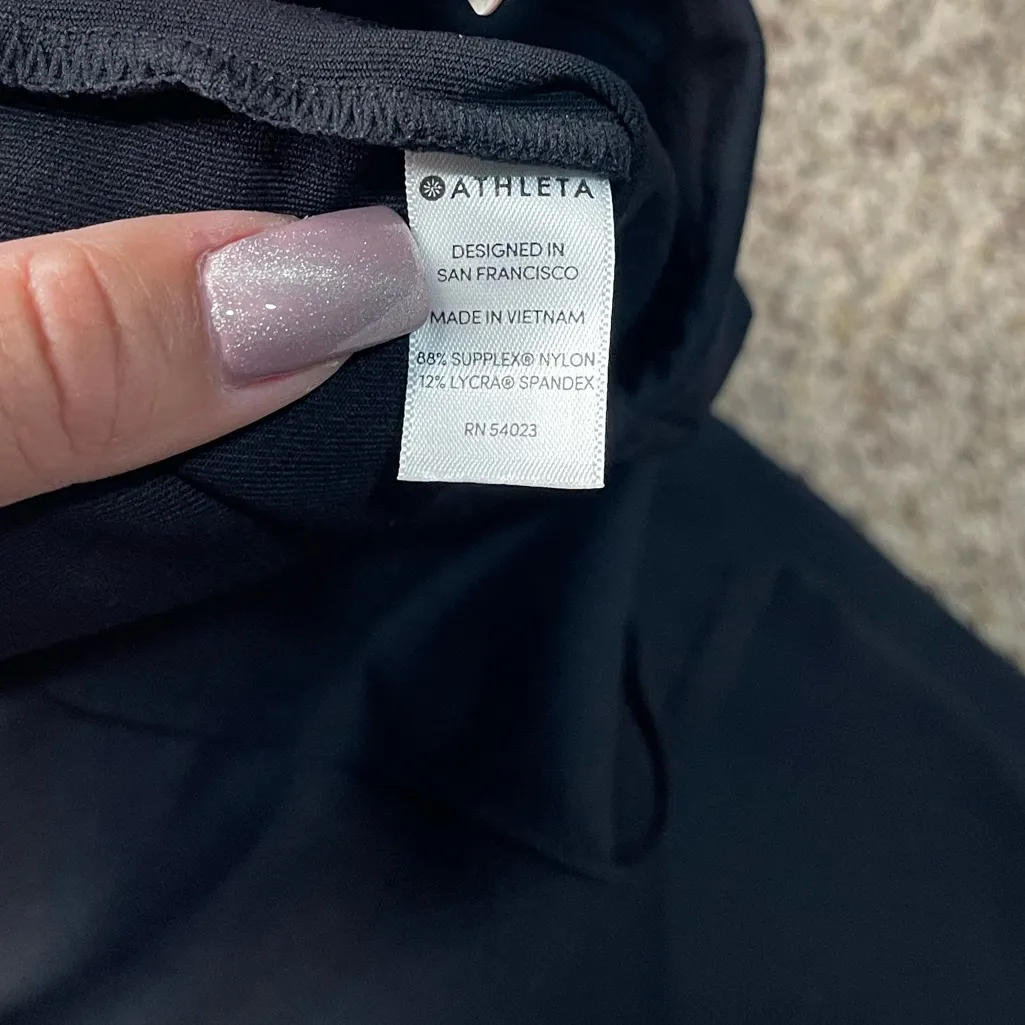 ATHLETA
DESIGNED IN
SAN FRANCISCO
MADE IN VIETNAM
88% SUPPLEX® NYLON
12% LYCRA® SPANDEX
RN 54023